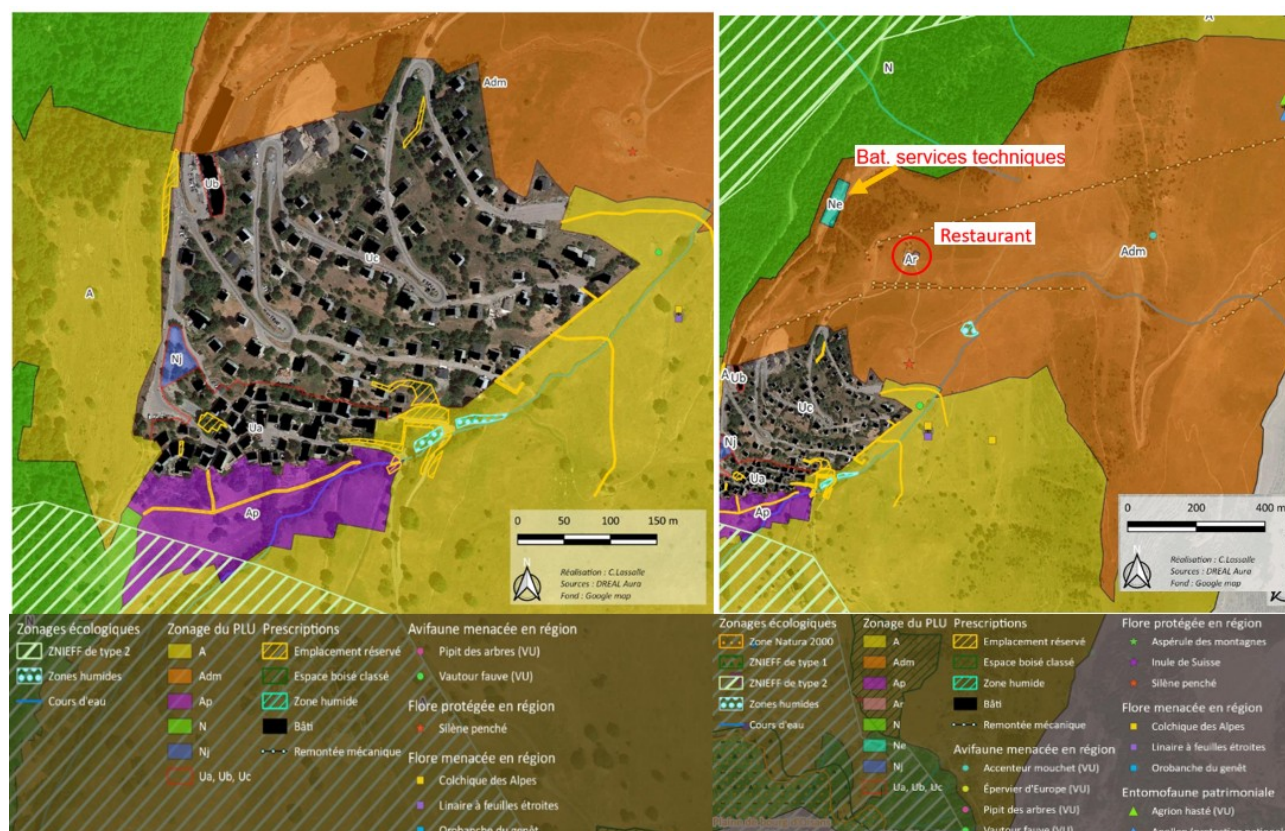 Adm
Ub
Uc
A
Nj
Ua
Ap
0 50 100 150 m
N
Réalisation : C.Lassalle
Sources : DREAL Aura
Fond : Google map
A
N
Bat. services techniques
Ne
Restaurant
Ar
Adm
A
Ub
Uc
Nj
Ua
Ap
0 200 400 m
N
Réalisation : C.Lassalle
Sources : DREAL Aura
Fond : Google map
N
Zonages écologiques
ZNIEFF de type 2
Zones humides
Cours d'eau
Zonage du PLU
A
Adm
Ap
N
Nj
Ua, Ub, Uc
Prescriptions
Emplacement réservé
Espace boisé classé
Zone humide
Bâti
Remontée mécanique
Avifaune menacée en région
Pipit des arbres (VU)
Vautour fauve (VU)
Flore protégée en région
Silène penché
Flore menacée en région
Colchique des Alpes
Linaire à feuilles étroites
Orobanche du genêt
Zonages écologiques
Zone Natura 2000
ZNIEFF de type 1
ZNIEFF de type 2
Zones humides
Cours d'eau
Zonage du PLU
A
Adm
Ap
Ar
N
Ne
Nj
Ua, Ub, Uc
Prescriptions
Emplacement réservé
Espace boisé classé
Zone humide
Bâti
Remontée mécanique
Avifaune menacée en région
Accenteur mouchet (VU)
Épervier d'Europe (VU)
Pipit des arbres (VU)
Vautour fauve (VU)
Flore protégée en région
Aspérule des montagnes
Inule de Suisse
Silène penché
Flore menacée en région
Colchique des Alpes
Linaire à feuilles étroites
Orobanche du genêt
Entomofaune patrimoniale
Agrion hasté (VU)